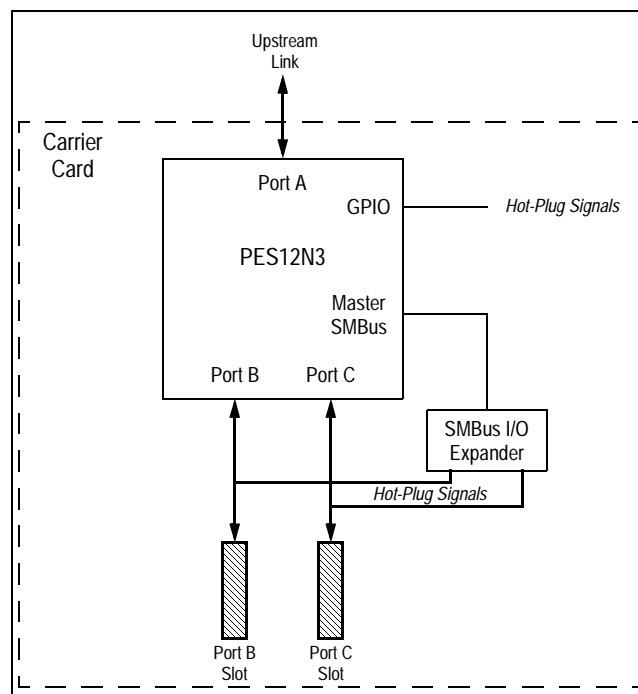 Upstream
Link
Carrier
Card
Port A
GPIO
Hot-Plug Signals
PES12N3
Master
SMBus
Port B
Port C
SMBus I/O
Expander
Hot-Plug Signals
Port B
Slot
Port C
Slot